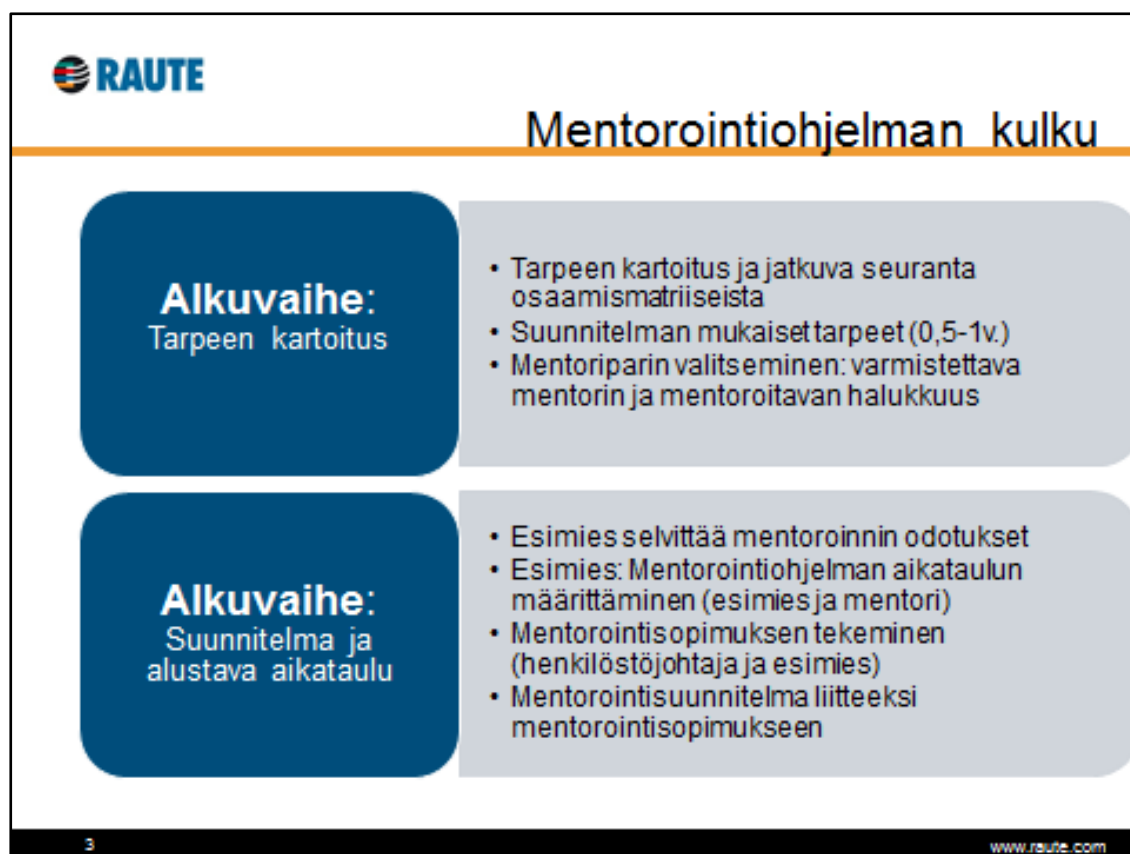 RAUTE
Mentorointiohjelman kulku
Alkuvaihe:
Tarpeen kartoitus
• Tarpeen kartoitus ja jatkuva seuranta
osaamismatriiseista
• Suunnitelman mukaiset tarpeet (0,5-1v.)
• Mentoriparin valitseminen: varmistettava
mentorin ja mentoroitavan halukkuus
Alkuvaihe:
Suunnitelma ja
alustava aikataulu
• Esimies selvittää mentoroinnin odotukset
• Esimies: Mentorointiohjelman aikataulun
määrittäminen (esimies ja mentori)
• Mentorointisopimuksen tekeminen
(henkilöstöjohtaja ja esimies)
• Mentorointisuunnitelma liitteeksi
mentorointisopimukseen
3
www.raute.com